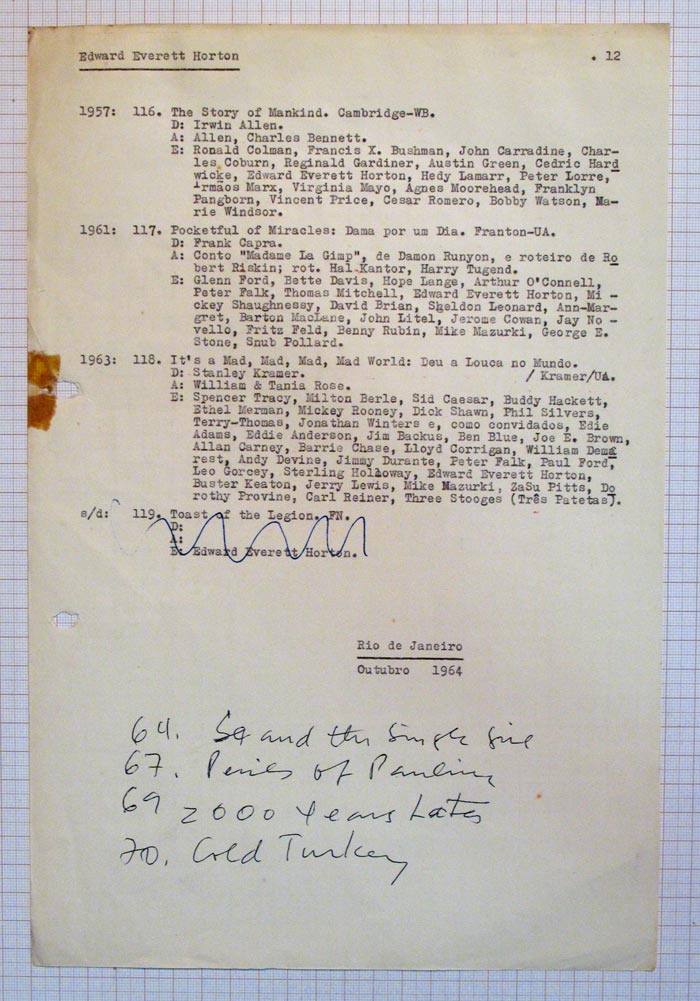 Edward Everett Horton . 12
1957: 116. The Story of Mankind. Cambridge-WB.
D: Irwin Allen.
A: Allen, Charles Bennett.
E: Ronald Colman, Francis X. Bushman, John Carradine, Char-
les Coburn, Reginald Gardiner, Austin Green, Cedric Hard
wicke, Edward Everett Horton, Hedy Lamarr, Peter Lorre,
Irmãos Marx, Virginia Mayo, Agnes Moorehead, Franklyn
Pangborn, Vincent Price, Cesar Romero, Bobby Watson, Ma-
rie Windsor.
1961: 117. Pocketful of Miracles: Dama por um Dia. Franton-UA.
D: Frank Capra.
A: Conto "Madame La Gimp", de Damon Runyon, e roteiro de Ro
bert Riskin; rot. Hal Kantor, Harry Tugend.
E: Glenn Ford, Bette Davis, Hope Lange, Arthur O'Connell,
Peter Falk, Thomas Mitchell, Edward Everett Horton, Mi -
ckey Shaughnessy, David Brian, Sheldon Leonard, Ann-Mar-
gret, Barton MacLane, John Litel, Jerome Cowan, Jay No -
vello, Fritz Feld, Benny Rubin, Mike Mazurki, George E.
Stone, Snub Pollard.
1963: 118. It's a Mad, Mad, Mad, Mad World: Deu a Louca no Mundo.
D: Stanley Kramer. / Kramer/UA.
A: William & Tania Rose.
E: Spencer Tracy, Milton Berle, Sid Caesar, Buddy Hackett,
Ethel Merman, Mickey Rooney, Dick Shawn, Phil Silvers,
Terry-Thomas, Jonathan Winters e, como convidados, Edie
Adams, Eddie Anderson, Jim Backus, Ben Blue, Joe E. Brown,
Allan Carney, Barrie Chase, Lloyd Corrigan, William Dema
rest, Andy Devine, Jimmy Durante, Peter Falk, Paul Ford,
Leo Gorcey, Sterling Holloway, Edward Everett Horton,
Buster Keaton, Jerry Lewis, Mike Mazurki, ZaSu Pitts, Do
rothy Provine, Carl Reiner, Three Stooges (Três Patetas).
s/d: 119. Toast of the Legion. FN.
D:
A:
E: Edward Everett Horton.
Rio de Janeiro
Outubro 1964
64. Sex and the Single Girl
67. Perils of Pauline
69 2000 Years Later
70. Cold Turkey